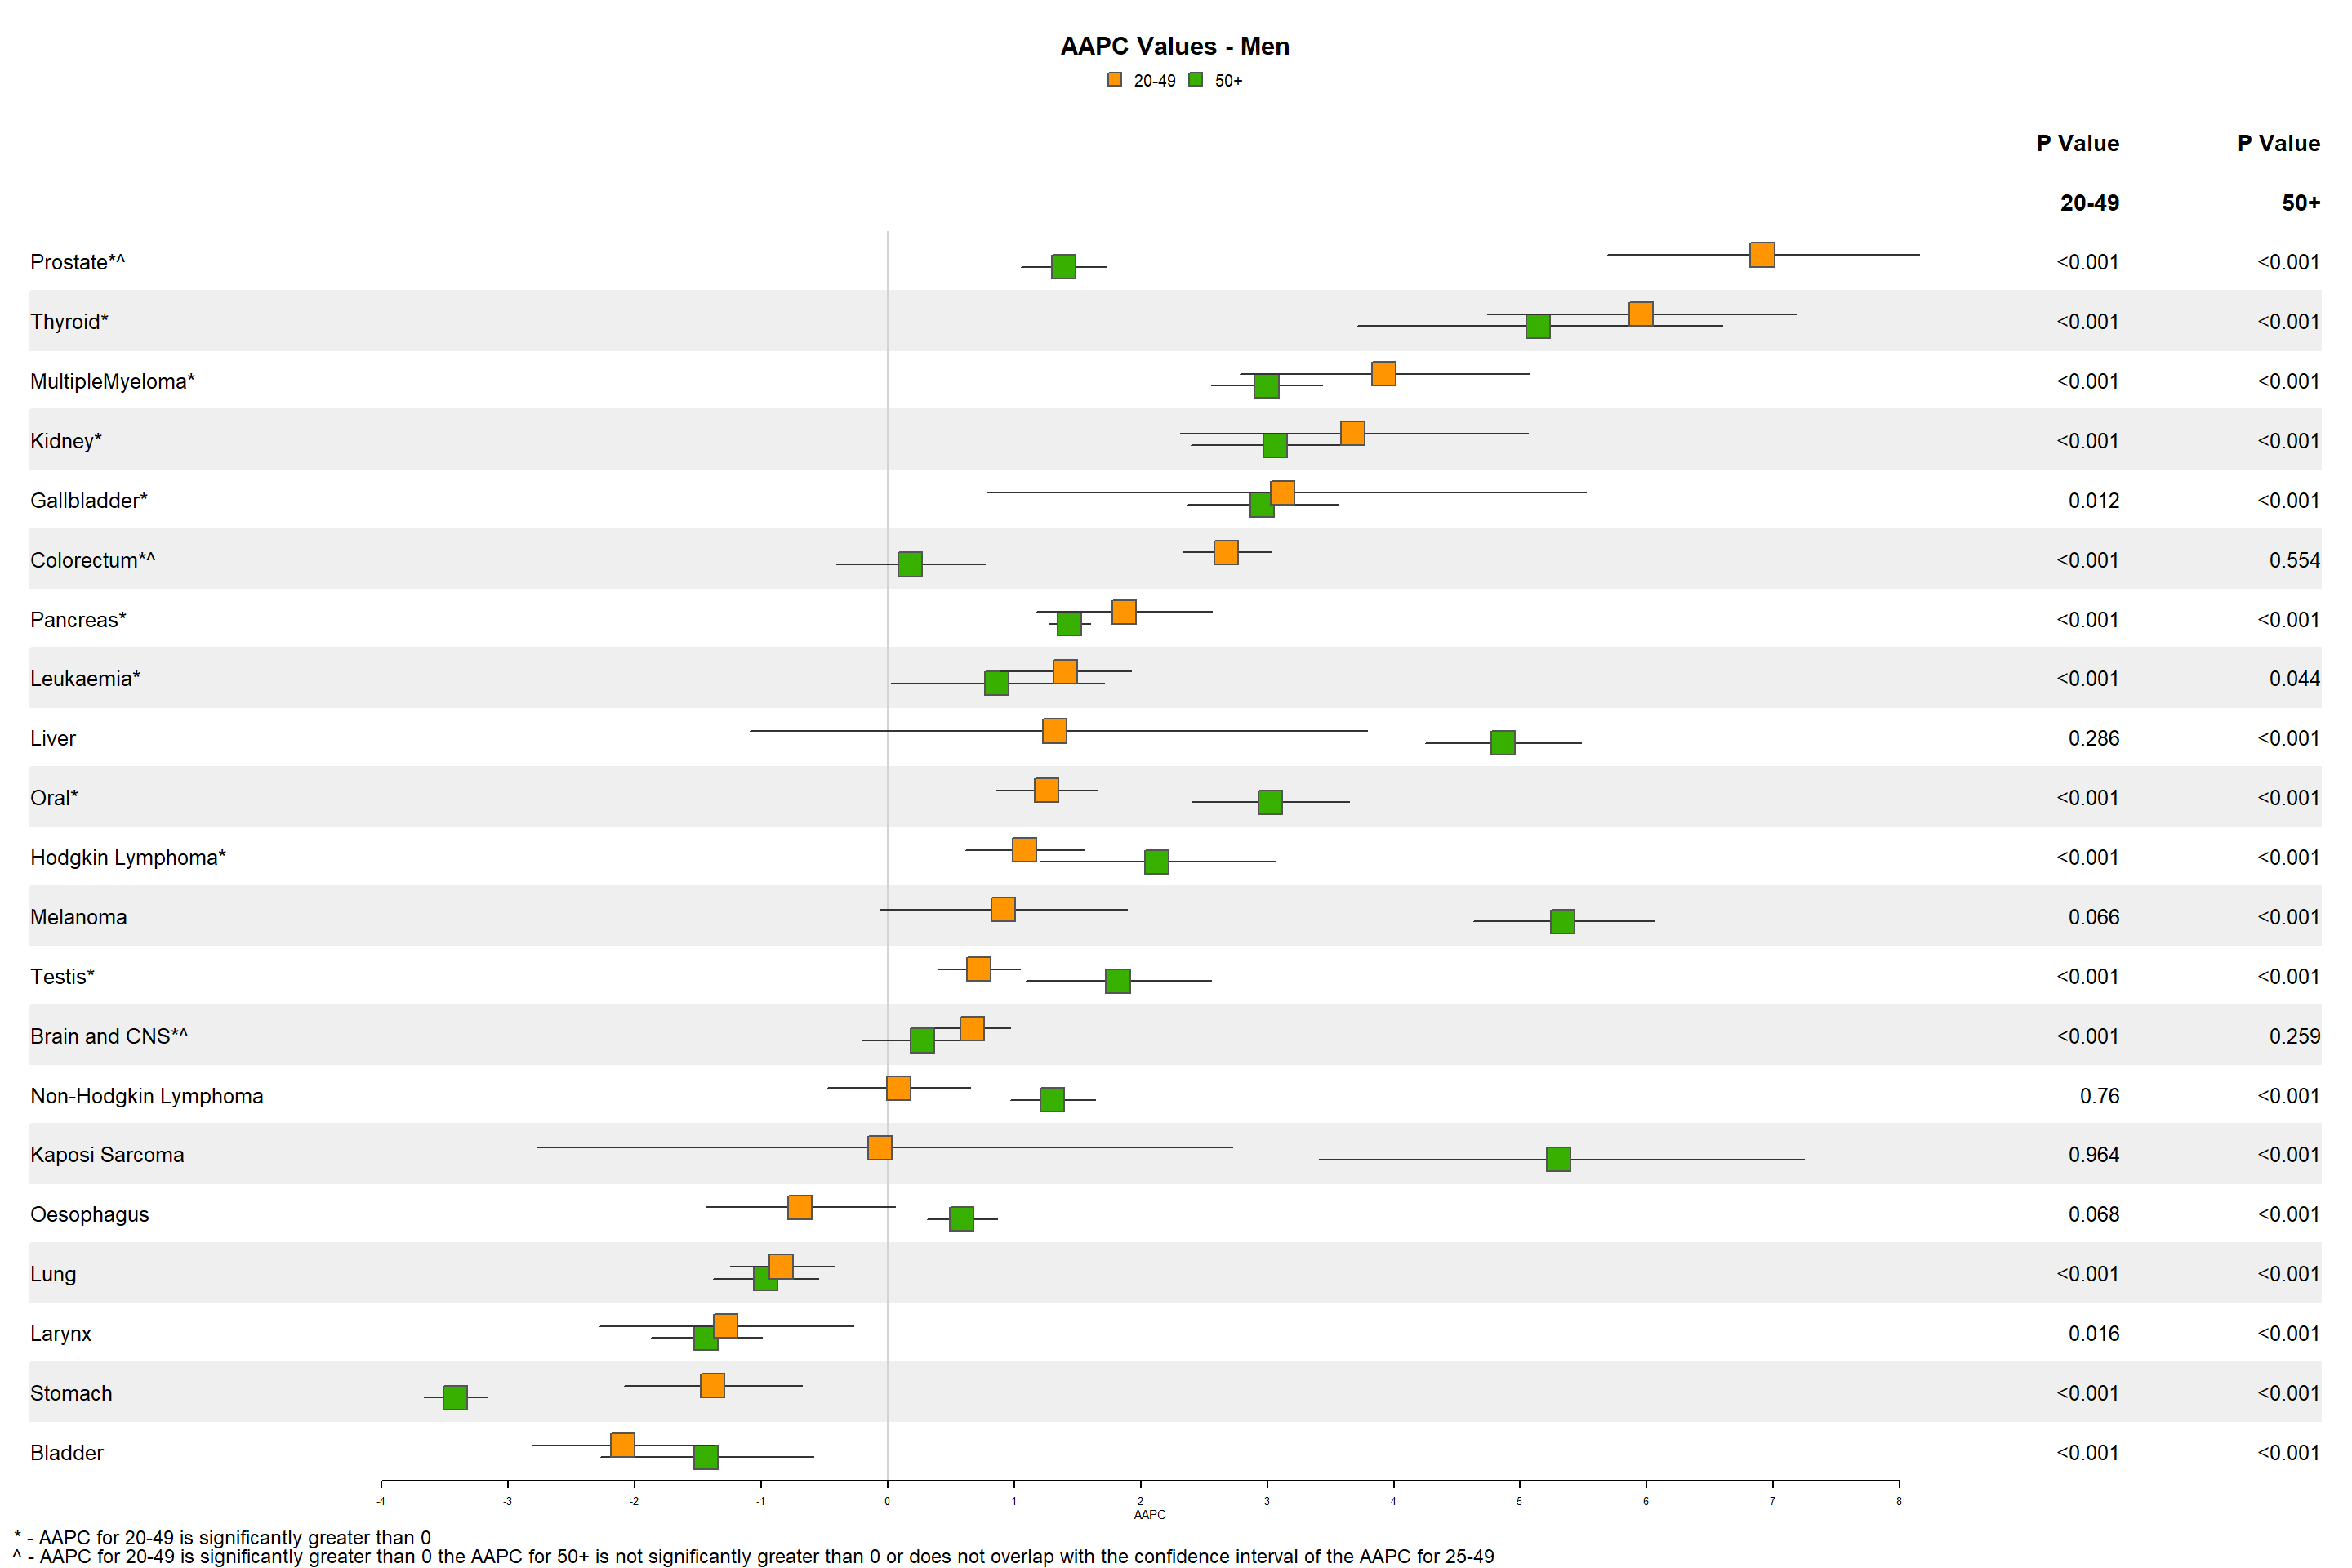 AAPC Values - Men
20-49 50+
P Value P Value
20-49 50+
Prostate*^ <0.001 <0.001
Thyroid* <0.001 <0.001
MultipleMyeloma* <0.001 <0.001
Kidney* <0.001 <0.001
Gallbladder* 0.012 <0.001
Colorectum*^ <0.001 0.554
Pancreas* <0.001 <0.001
Leukaemia* <0.001 0.044
Liver 0.286 <0.001
Oral* <0.001 <0.001
Hodgkin Lymphoma* <0.001 <0.001
Melanoma 0.066 <0.001
Testis* <0.001 <0.001
Brain and CNS*^ <0.001 0.259
Non-Hodgkin Lymphoma 0.76 <0.001
Kaposi Sarcoma 0.964 <0.001
Oesophagus 0.068 <0.001
Lung <0.001 <0.001
Larynx 0.016 <0.001
Stomach <0.001 <0.001
Bladder <0.001 <0.001
-4 -3 -2 -1 0 1 2 3 4 5 6 7 8
AAPC
* - AAPC for 20-49 is significantly greater than 0
^ - AAPC for 20-49 is significantly greater than 0 the AAPC for 50+ is not significantly greater than 0 or does not overlap with the confidence interval of the AAPC for 25-49